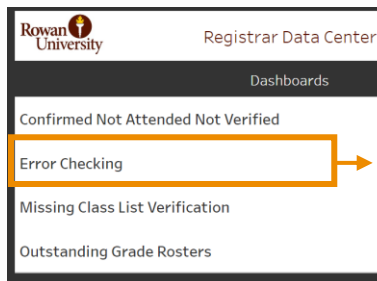 Rowan
University
Registrar Data Center
Dashboards
Confirmed Not Attended Not Verified
Error Checking
Missing Class List Verification
Outstanding Grade Rosters